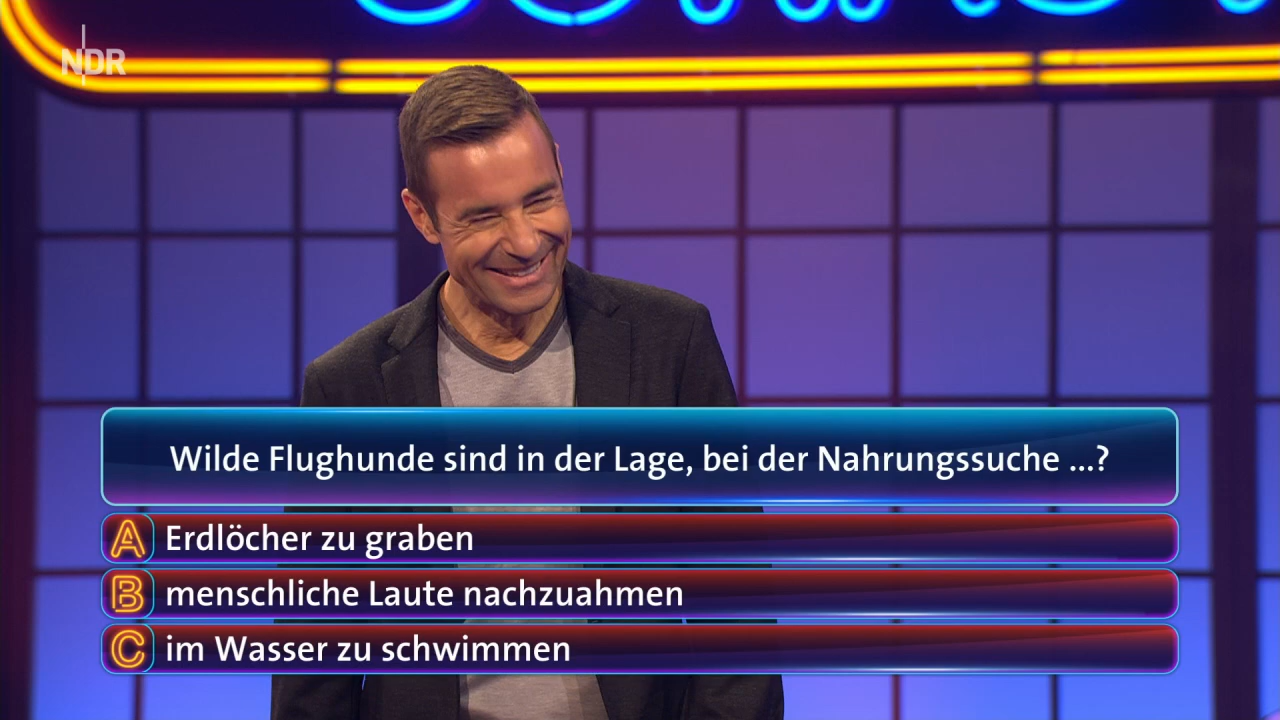 NDR
Wilde Flughunde sind in der Lage, bei der Nahrungssuche ...?
A Erdlöcher zu graben
B menschliche Laute nachzuahmen
C im Wasser zu schwimmen